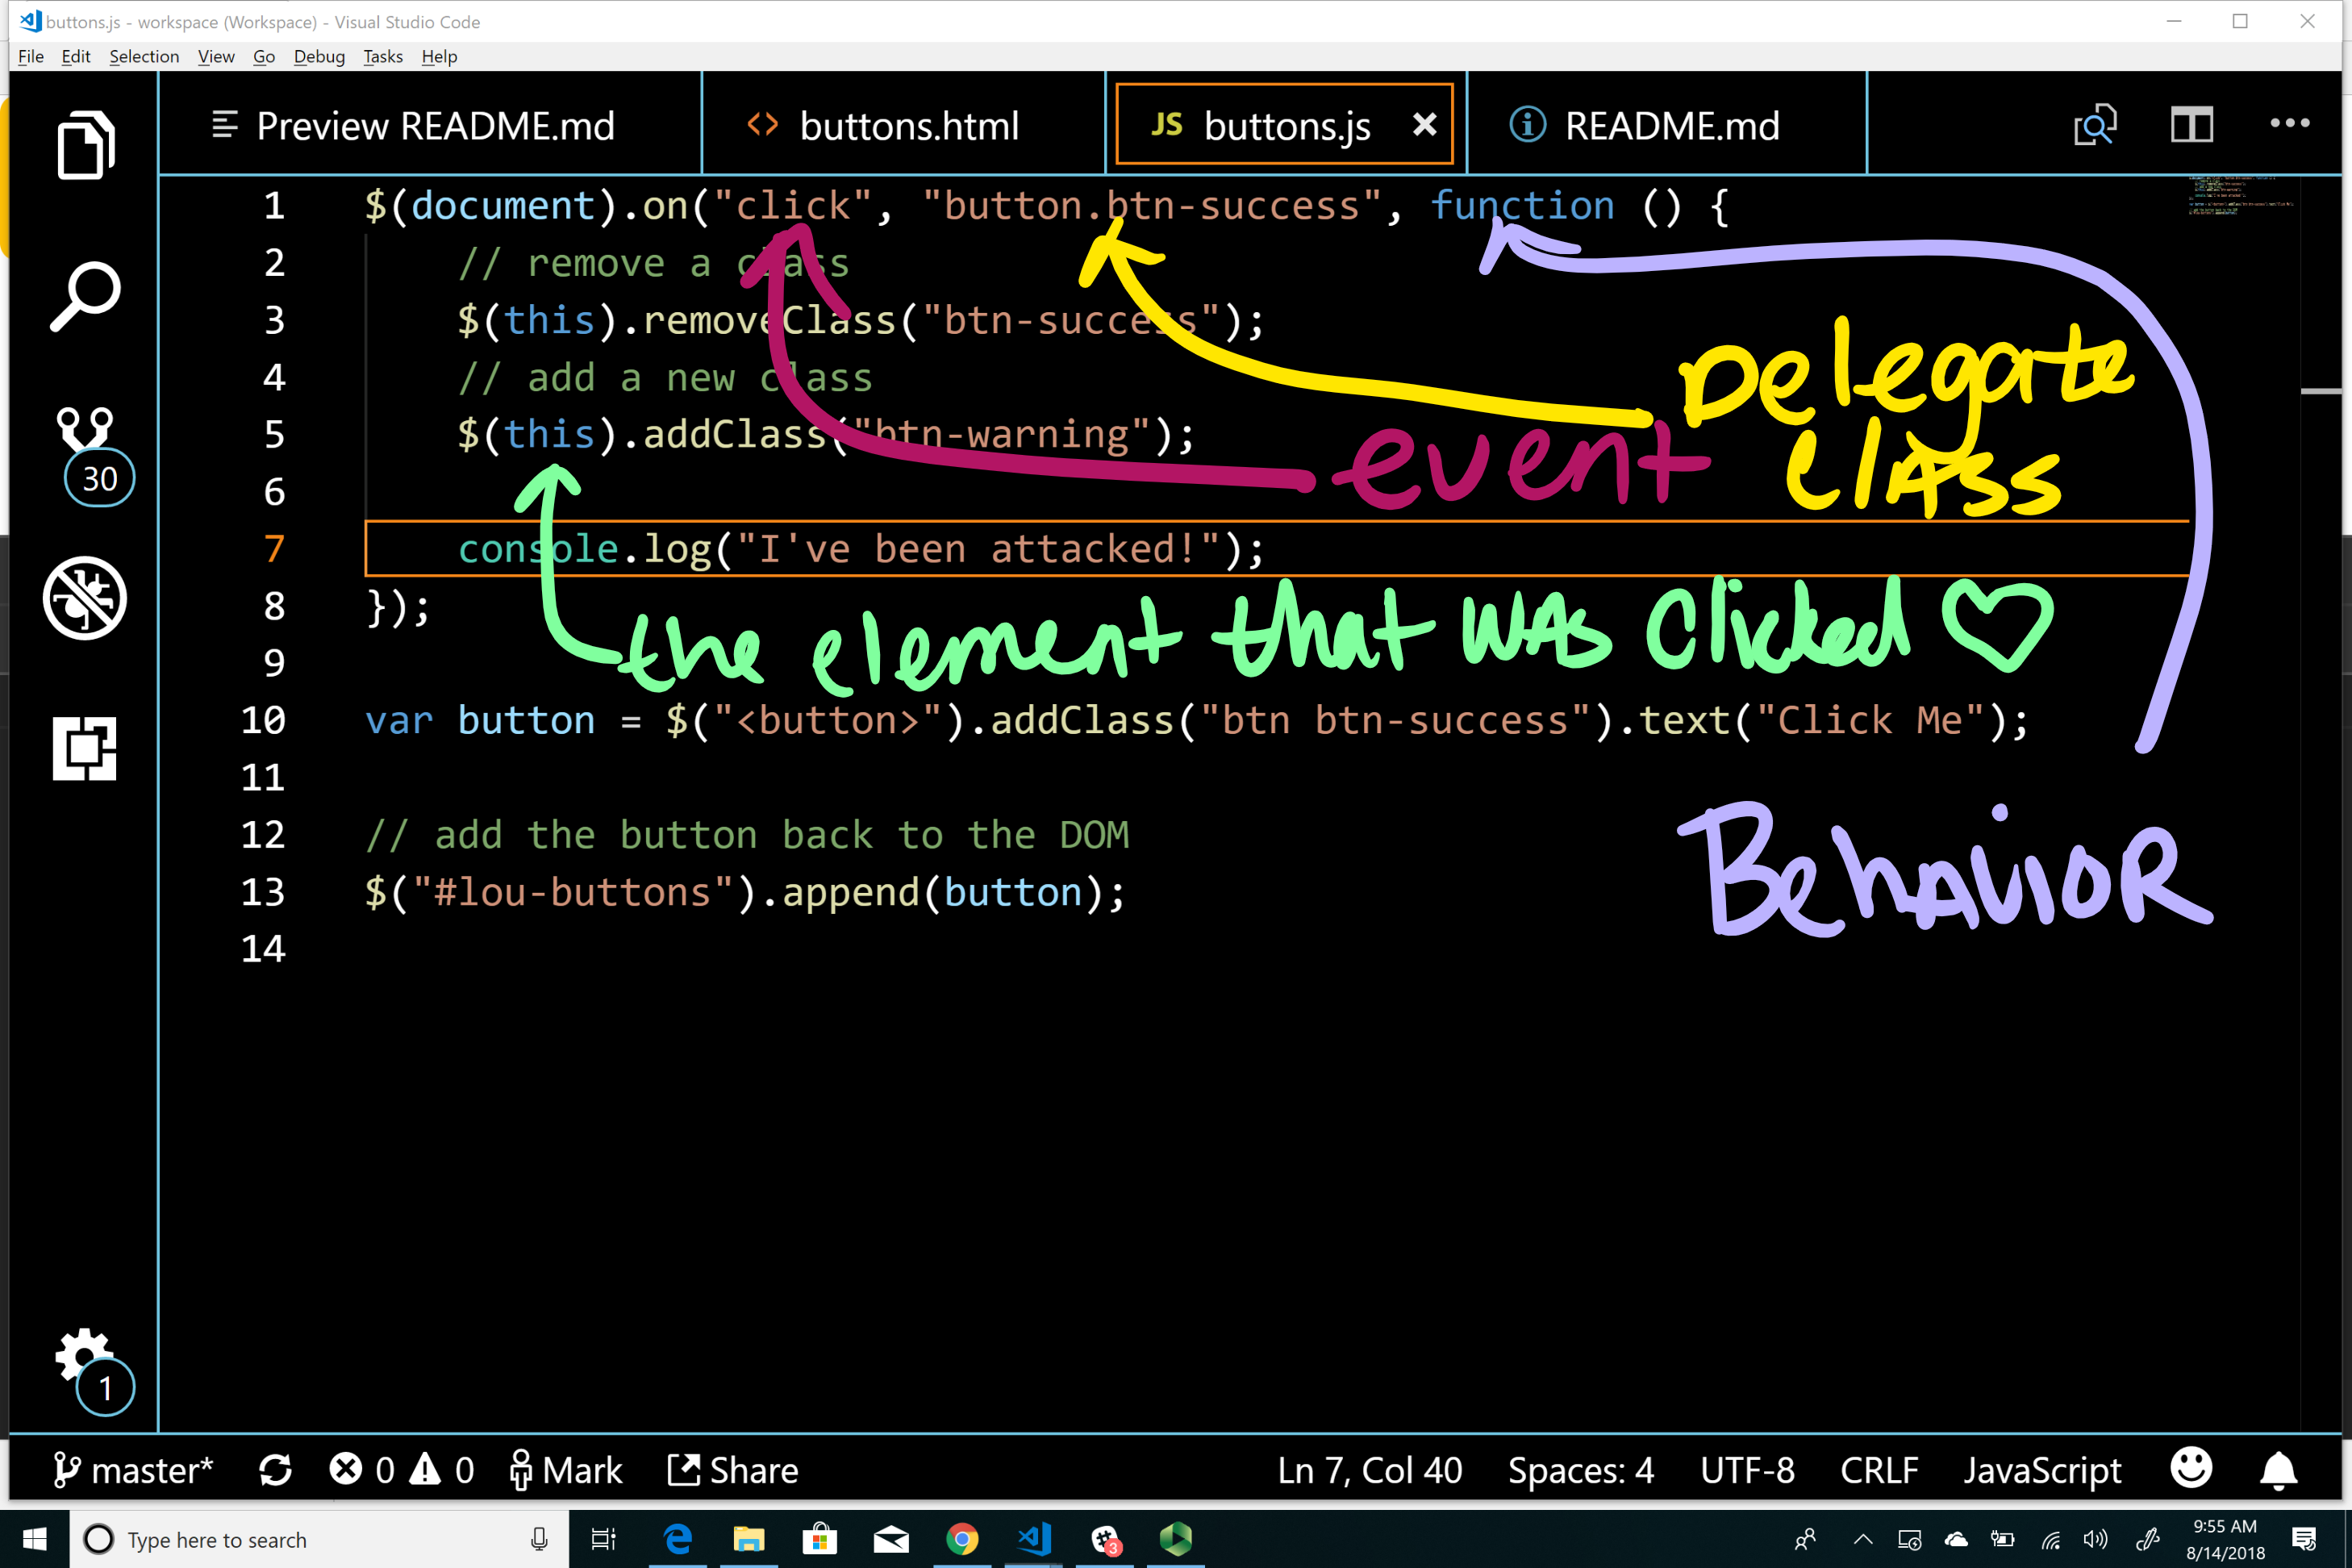 buttons.js - workspace (Workspace) - Visual Studio Code
File Edit Selection View Go Debug Tasks Help
Preview README.md <> buttons.html JS buttons.js README.md
1 $(document).on("click", "button.btn-success", function () {
2 // remove a class
3 $(this).removeClass("btn-success");
4 // add a new class
5 $(this).addClass("btn-warning");
6
7 console.log("I've been attacked!");
8 });
9
10 var button = $("<button>").addClass("btn btn-success").text("Click Me");
11
12 // add the button back to the DOM
13 $("#lou-buttons").append(button);
14
Delegate
class
event
the element that was clicked
Behavior
30
1
master* 0 0 Mark Share Ln 7, Col 40 Spaces: 4 UTF-8 CRLF JavaScript
Type here to search
3
9:55 AM
8/14/2018